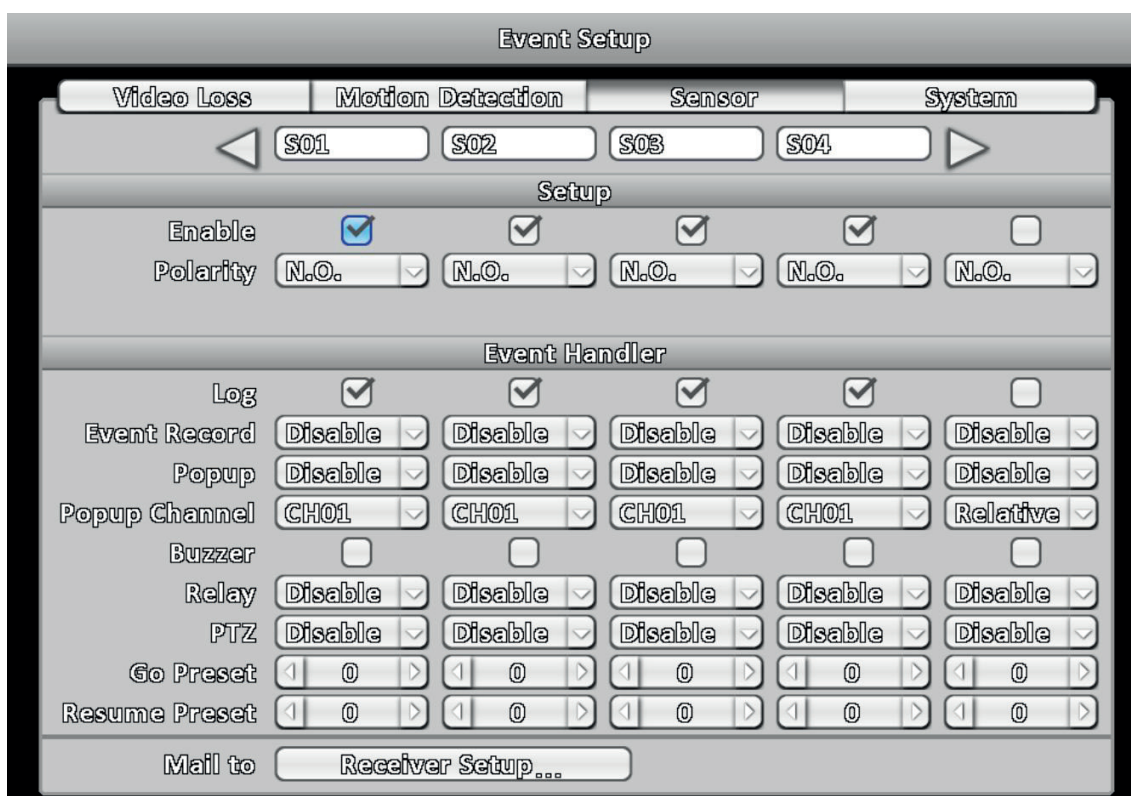 Event Setup
Video Loss Motion Detection Sensor System
S01 S02 S03 S04
Setup
Enable
Polarity N.O. N.O. N.O. N.O. N.O.
Event Handler
Log
Event Record Disable Disable Disable Disable Disable
Popup Disable Disable Disable Disable Disable
Popup Channel CH01 CH01 CH01 CH01 Relative
Buzzer
Relay Disable Disable Disable Disable Disable
PTZ Disable Disable Disable Disable Disable
Go Preset 0 0 0 0 0
Resume Preset 0 0 0 0 0
Mail to Receiver Setup...